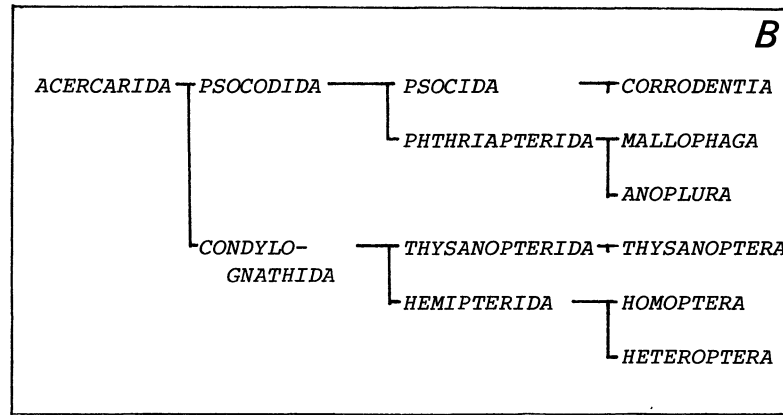 B
ACERCARIDA PSOCODIDA PSOCIDA CORRODENTIA
PHTHRIAPTERIDA MALLOPHAGA
ANOPLURA
CONDYLO- THYSANOPTERIDA THYSANOPTERA
GNATHIDA
HEMIPTERIDA HOMOPTERA
HETEROPTERA